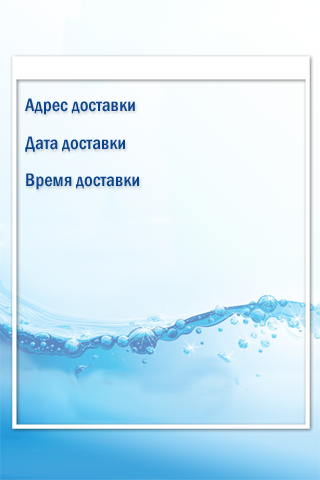 Адрес доставки
Дата доставки
Время доставки